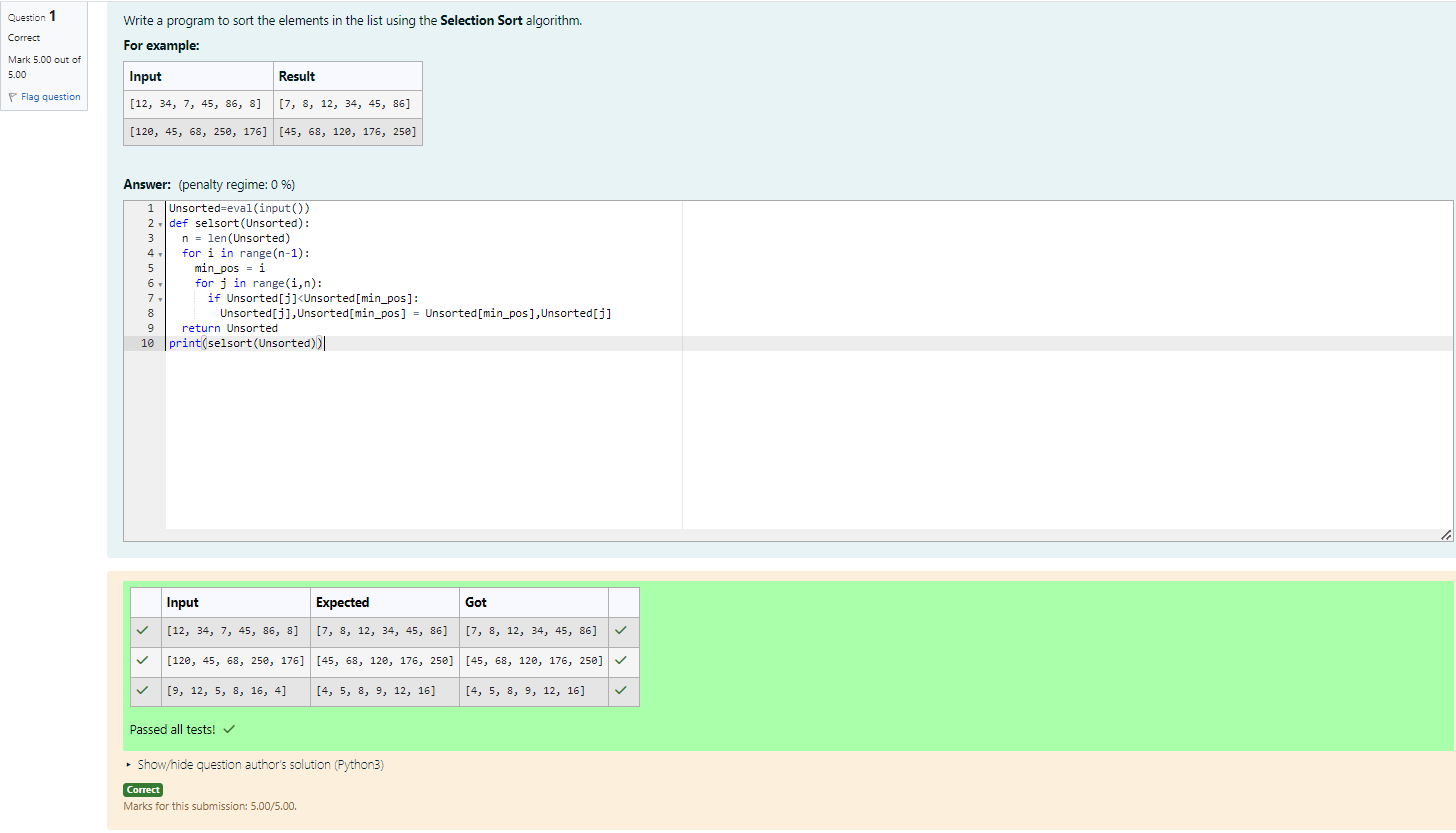 Question 1
Correct
Mark 5.00 out of
5.00
Flag question
Write a program to sort the elements in the list using the Selection Sort algorithm.
For example:
Input Result
[12, 34, 7, 45, 86, 8] [7, 8, 12, 34, 45, 86]
[120, 45, 68, 250, 176] [45, 68, 120, 176, 250]
Answer: (penalty regime: 0 %)
1 Unsorted=eval(input())
2 def selsort(Unsorted):
3 n = len(Unsorted)
4 for i in range(n-1):
5 min_pos = i
6 for j in range(i,n):
7 if Unsorted[j]<Unsorted[min_pos]:
8 Unsorted[j],Unsorted[min_pos] = Unsorted[min_pos],Unsorted[j]
9 return Unsorted
10 print(selsort(Unsorted))
Input Expected Got
[12, 34, 7, 45, 86, 8] [7, 8, 12, 34, 45, 86] [7, 8, 12, 34, 45, 86]
[120, 45, 68, 250, 176] [45, 68, 120, 176, 250] [45, 68, 120, 176, 250]
[9, 12, 5, 8, 16, 4] [4, 5, 8, 9, 12, 16] [4, 5, 8, 9, 12, 16]
Passed all tests!
Show/hide question author's solution (Python3)
Correct
Marks for this submission: 5.00/5.00.